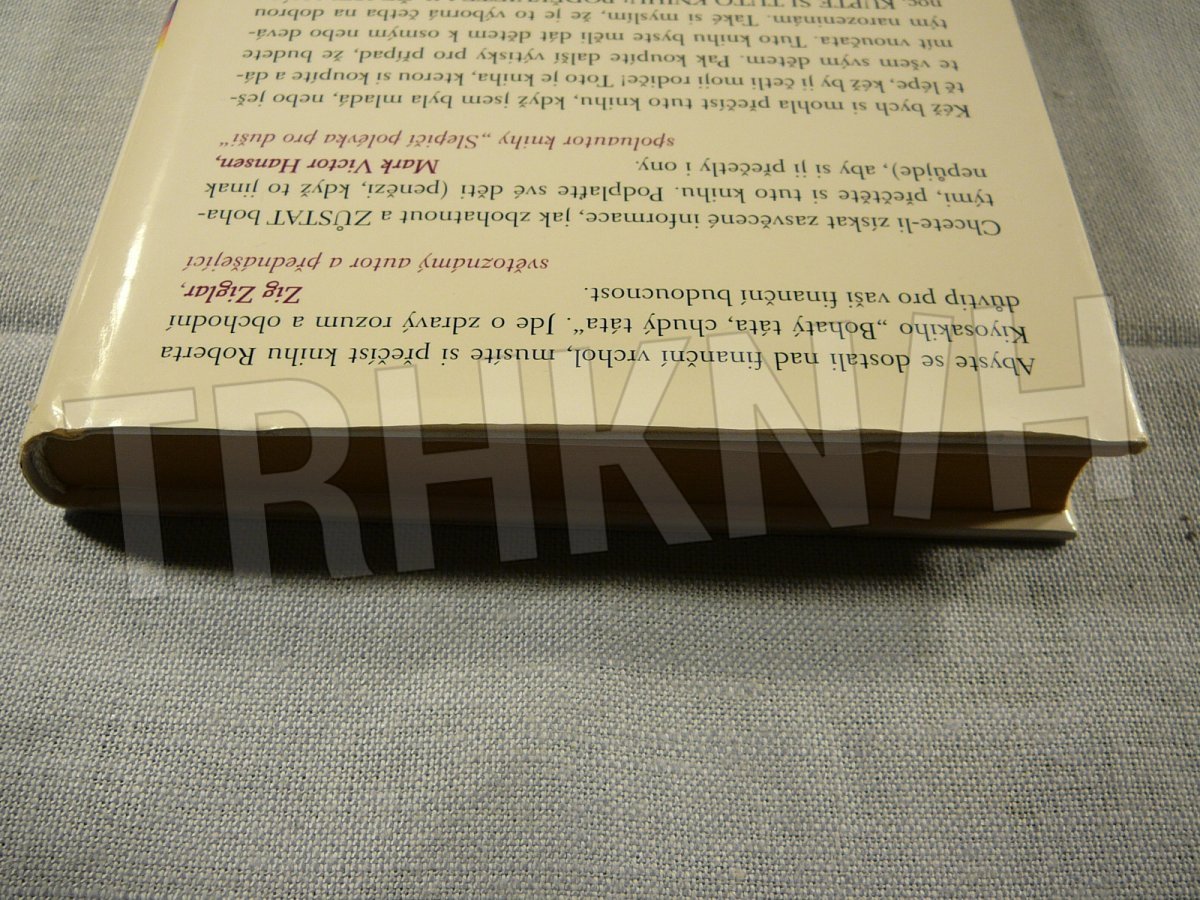 Abyste se dostali nad finanční vrchol, musíte si přečíst knihu Roberta
Kiyosakiho „Bohatý táta, chudý táta“. Jde o zdravý rozum a obchodní
důvtip pro vaši finanční budoucnost.
Zig Ziglar,
světoznámý autor a přednášející
Chcete-li získat zasvěcené informace, jak zbohatnout a ZŮSTAT boha-
tými, přečtěte si tuto knihu. Podplaťte své děti (penězi, když to jinak
nepůjde), aby si ji přečetly i ony.
Mark Victor Hansen,
spoluautor knihy „Slepičí polévka pro duši“
Kéž bych si mohla přečíst tuto knihu, když jsem byla mladá, nebo ješ-
tě lépe, kéž by ji četli moji rodiče! Toto je kniha, kterou si koupíte a dá-
te všem svým dětem. Pak koupíte další výtisky pro případ, že budete
mít vnoučata. Tuto knihu byste měli dát dětem k osmým nebo devá-
tým narozeninám. Také si myslím, že je to výborná četba na dobrou
noc. KUPTE SI TUTO KNIHU!
TRHKNIH